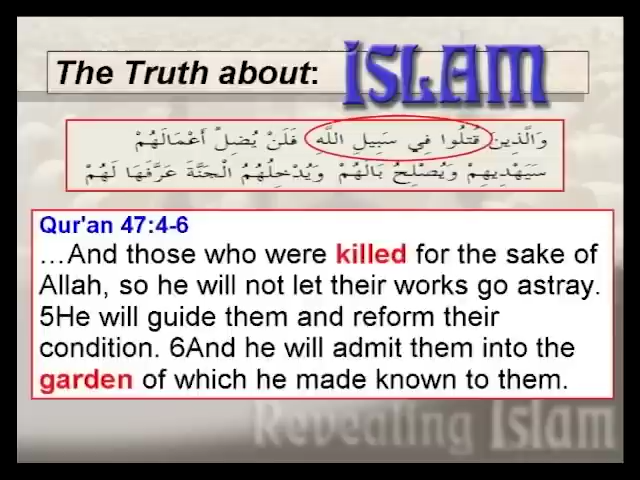 The Truth about: ISLAM
وَالَّذِينَ قُتِلُوا فِي سَبِيلِ اللَّه فَلَنْ يُضِلَّ أَعْمَالَهُمْ
سَيَهْدِيهِمْ وَيُصْلِحُ بَالَهُمْ وَيُدْخِلُهُمُ الْجَنَّةَ عَرَّفَهَا لَهُمْ
Qur'an 47:4-6
…And those who were killed for the sake of
Allah, so he will not let their works go astray.
5He will guide them and reform their
condition. 6And he will admit them into the
garden of which he made known to them.
Revealing Islam